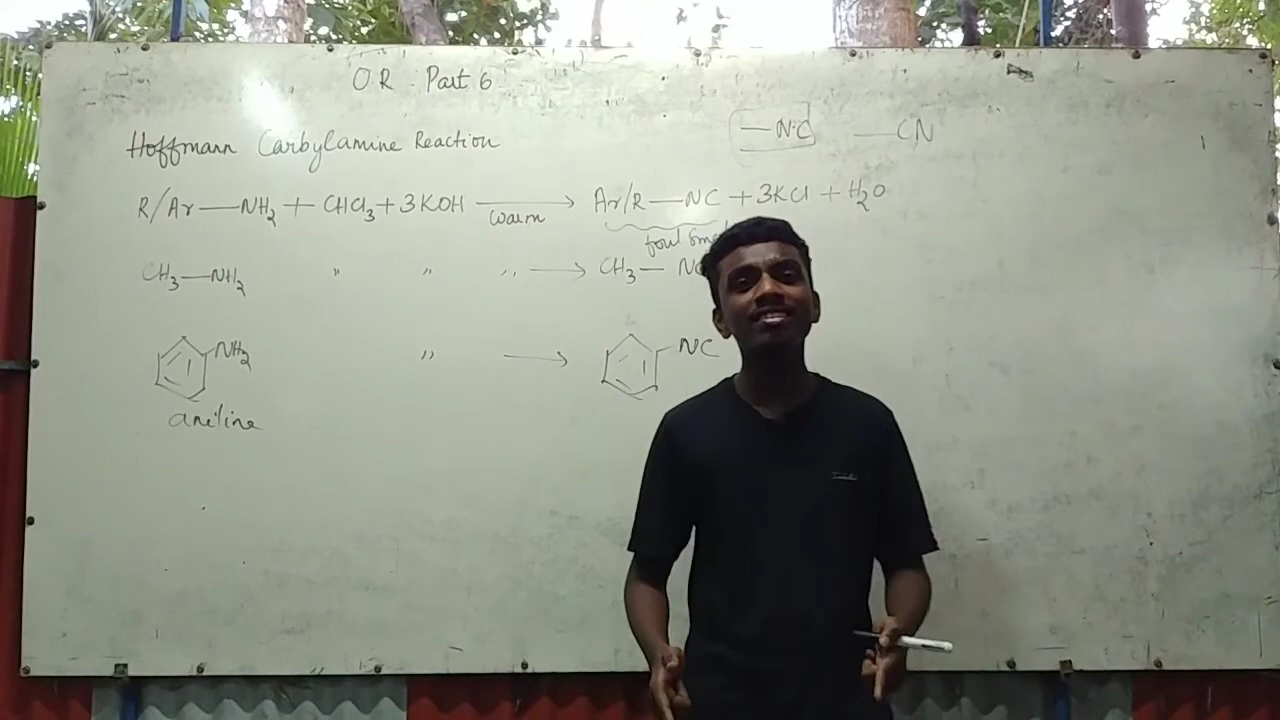 O.R. Part 6
Hoffmann Carbylamine Reaction
—NC —CN
R/Ar—NH₂ + CHCl₃ + 3KOH ⟶ Ar/R—NC + 3KCl + H₂O
warm
foul
CH₃—NH₂ " " " ⟶ CH₃—NC
NH₂ " ⟶ NC
aniline